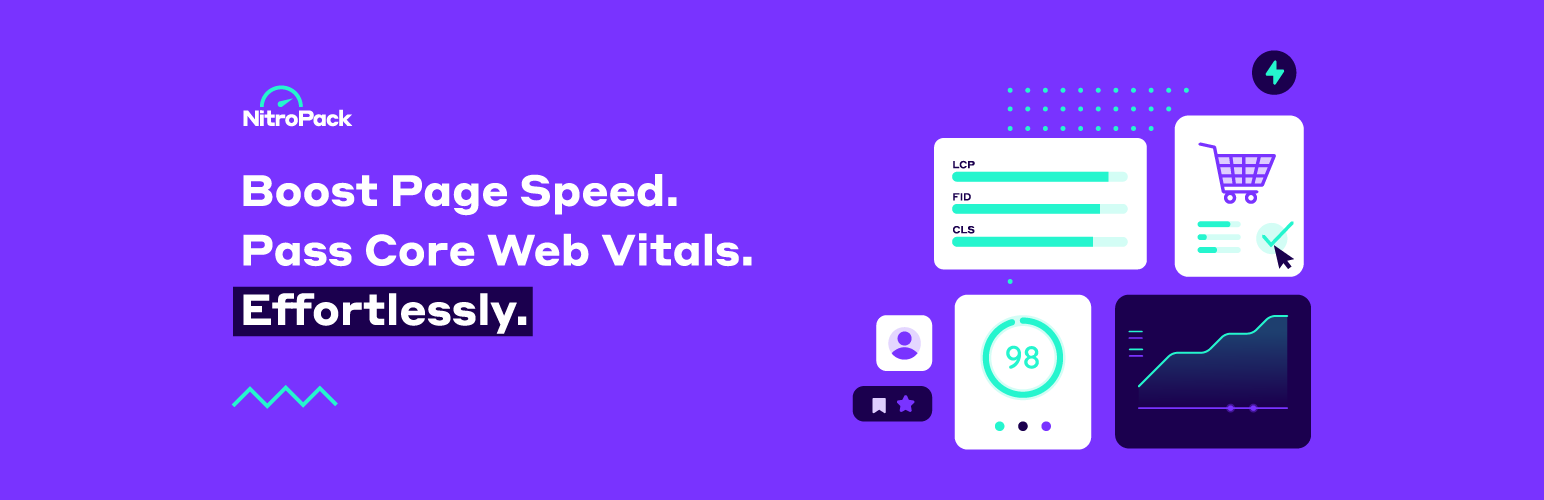 NitroPack
Boost Page Speed.
Pass Core Web Vitals.
Effortlessly.
LCP
FID
CLS
98